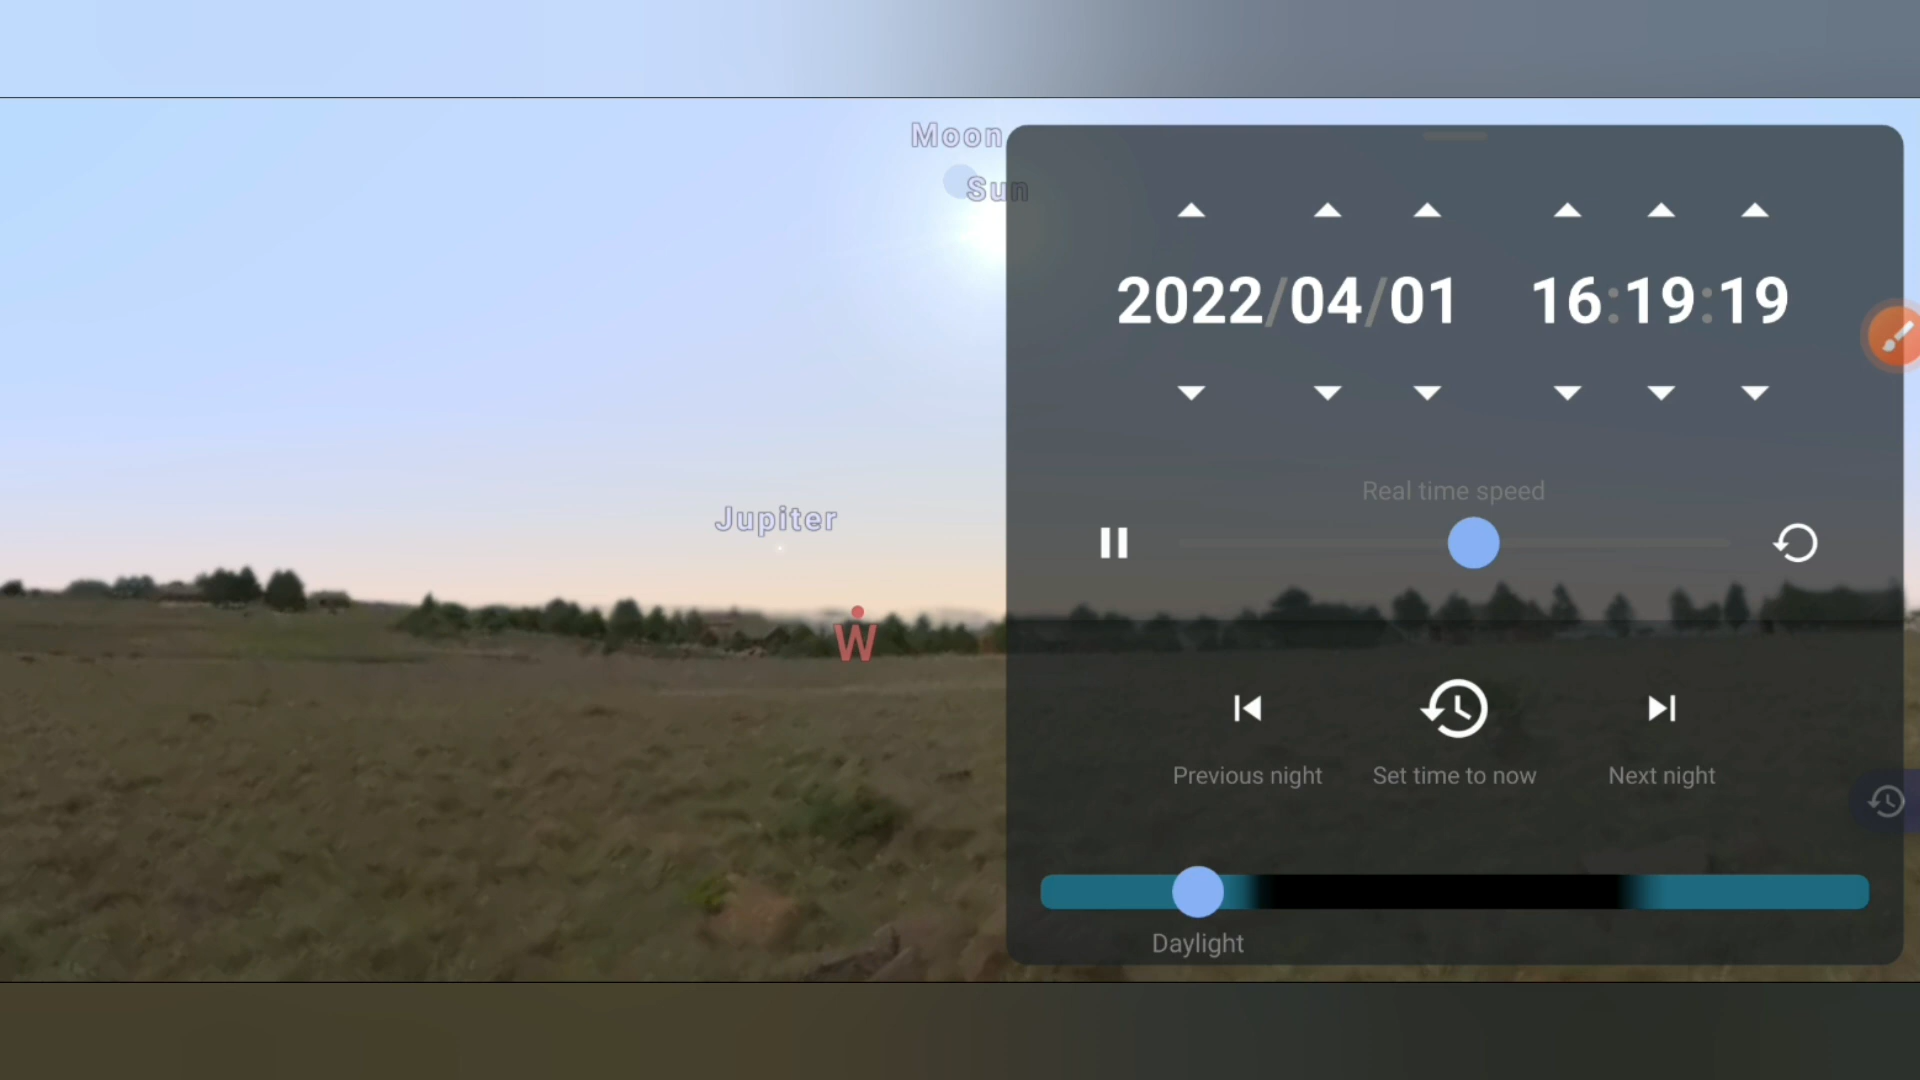 Moon
Sun
2022/04/01 16:19:19
Real time speed
Jupiter
W
Previous night Set time to now Next night
Daylight